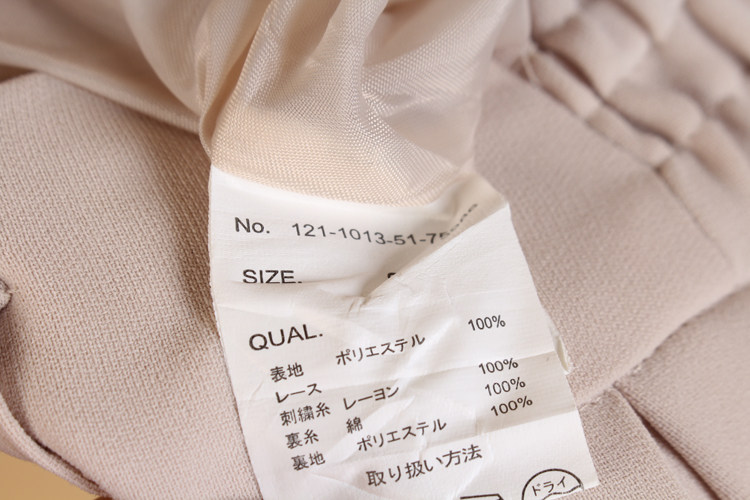 No. 121-1013-51-
SIZE.
QUAL.
表地 ポリエステル 100%
レース
刺繍糸 レーヨン 100%
裏糸 綿 100%
裏地 ポリエステル 100%
取り扱い方法
ドライ